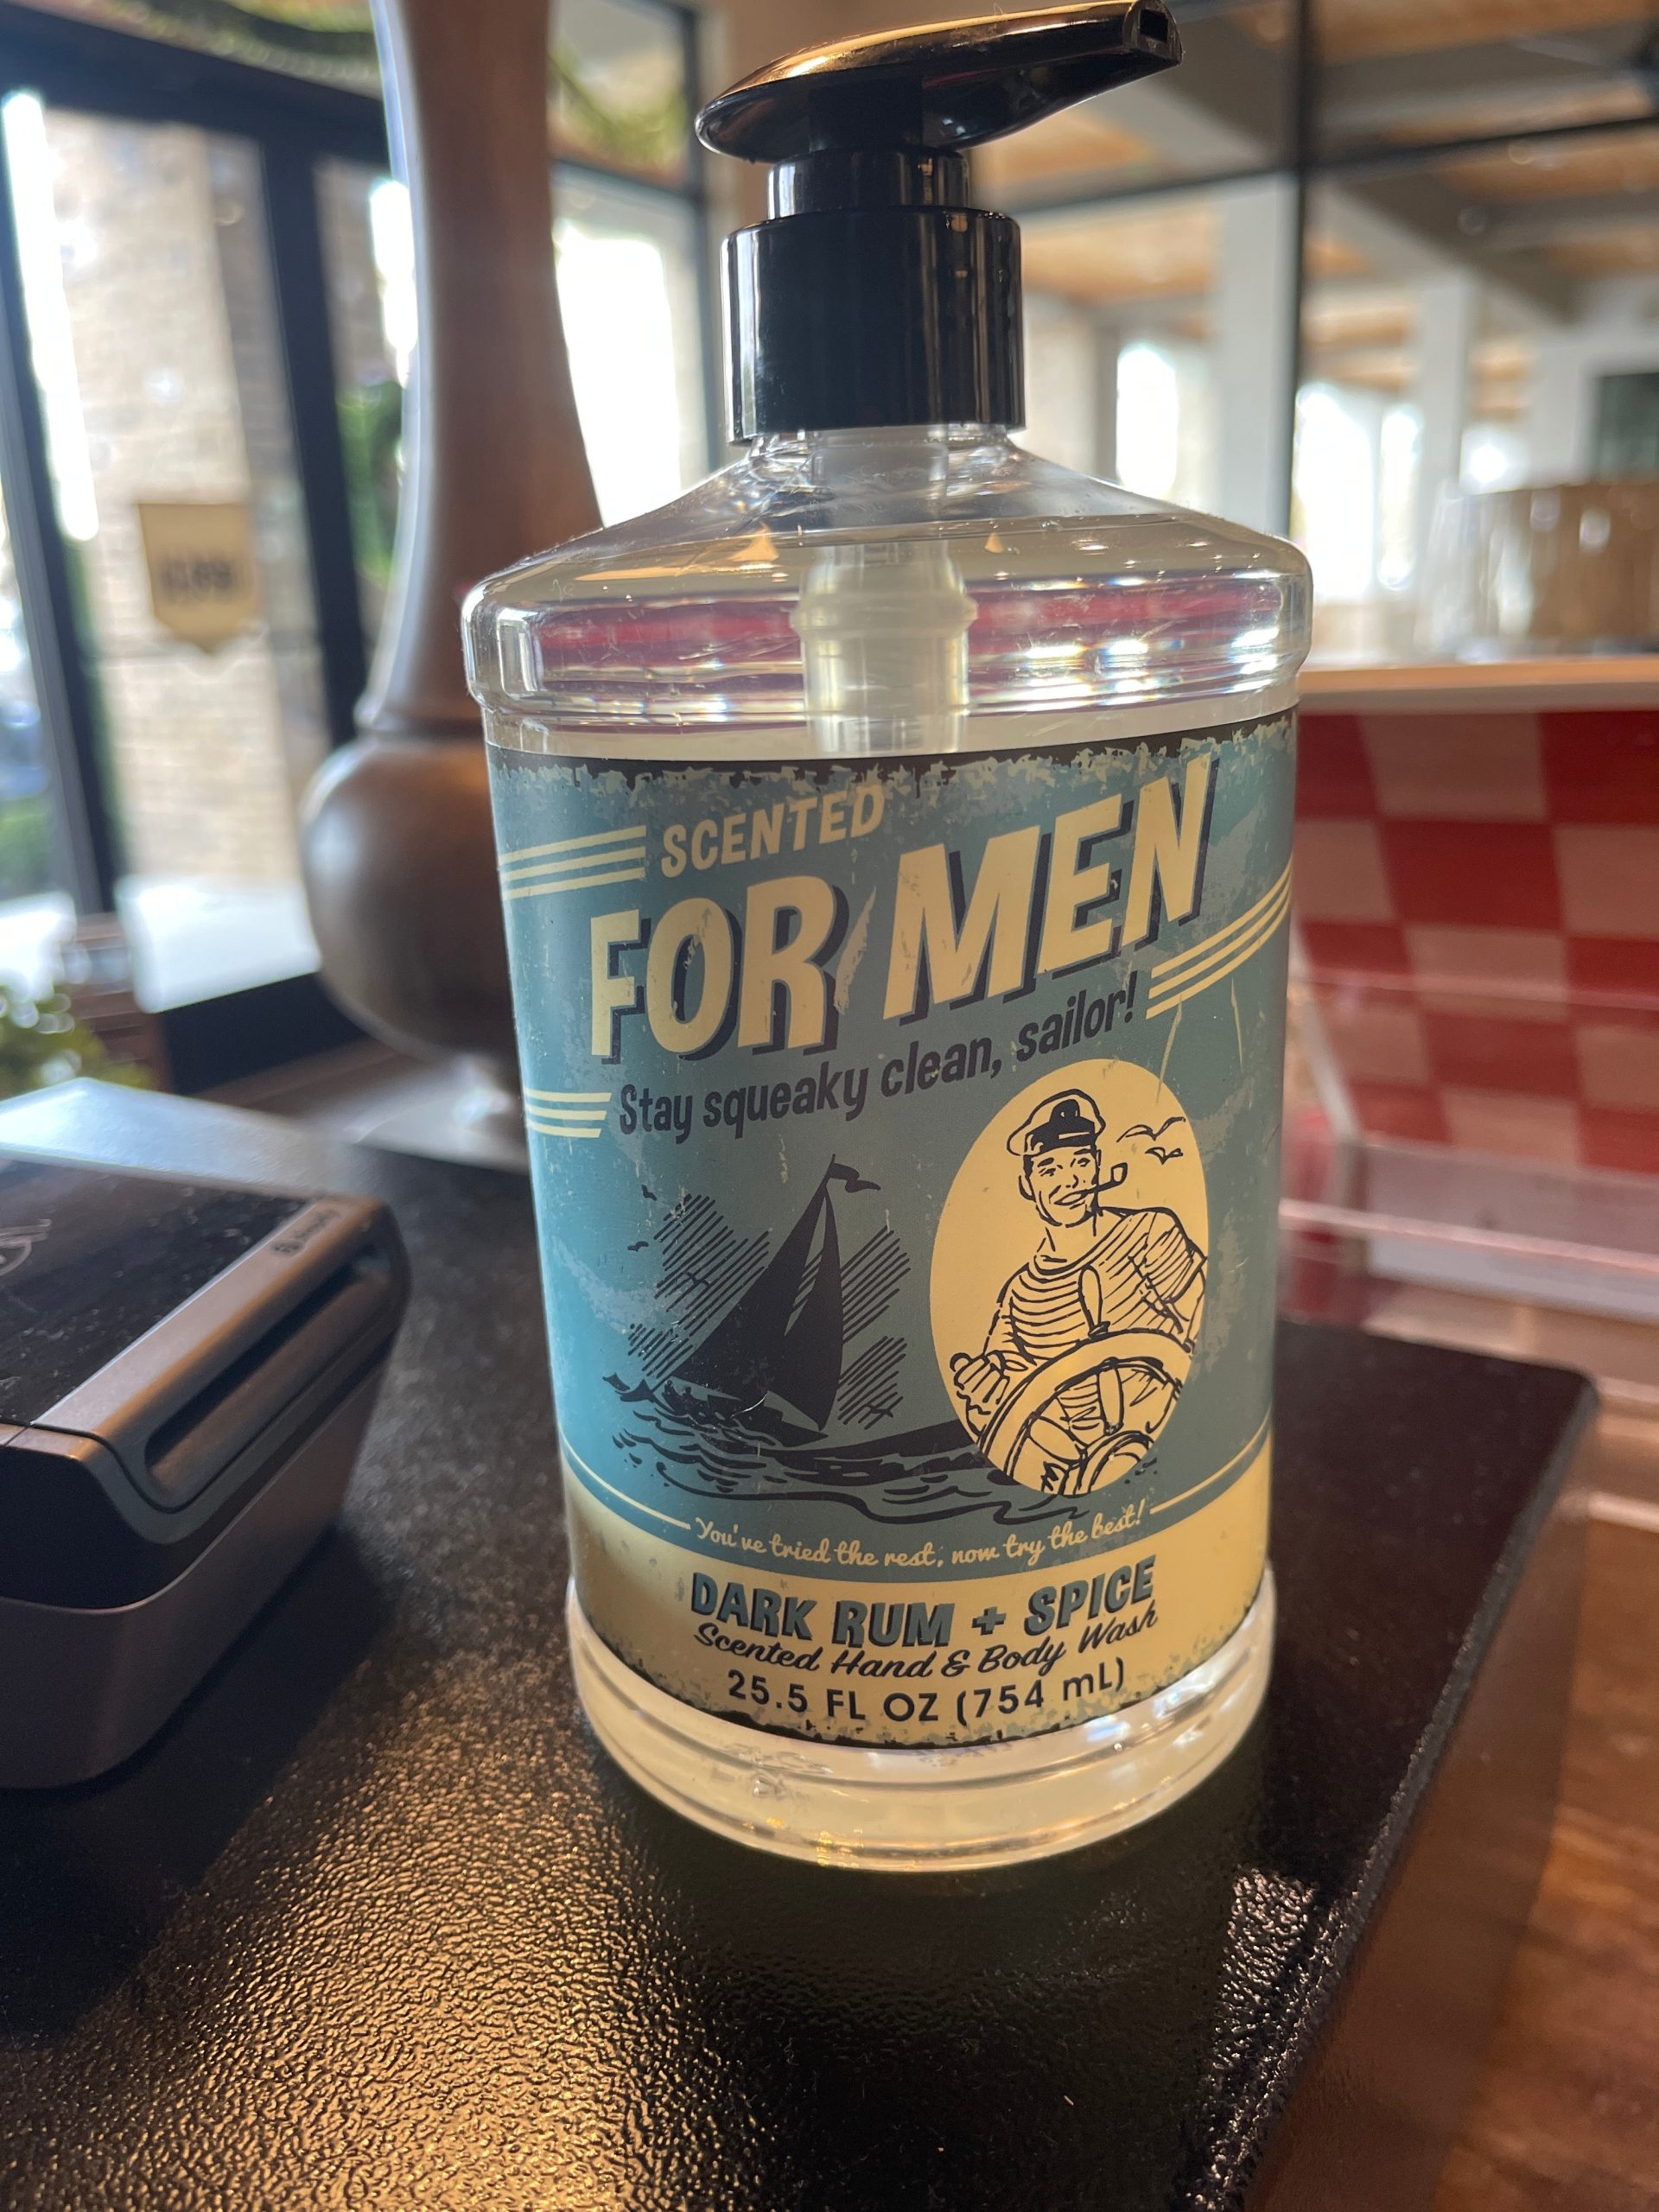 SCENTED
FOR MEN
Stay squeaky clean, sailor!
You've tried the rest, now try the best!
DARK RUM + SPICE
Scented Hand & Body Wash
25.5 FL OZ (754 mL)